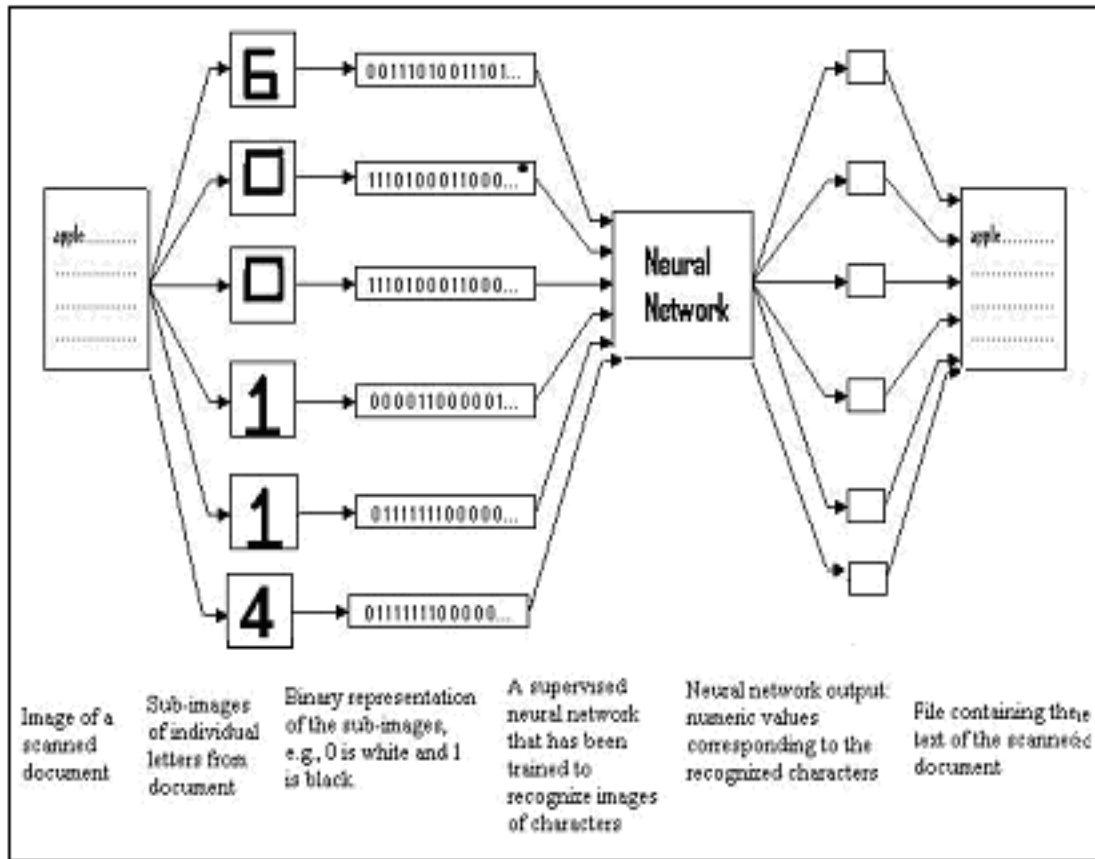 6
00111010011101...
0
1110100011000...
apple..........
0
1110100011000...
Neural
Network
apple..........
1
000011000001...
1
0111111100000...
4
0111111100000...
Image of a
scanned
document
Sub-images
of individual
letters from
document
Binary representation
of the sub-images,
e.g., 0 is white and 1
is black.
A supervised
neural network
that has been
trained to
recognize images
of characters
Neural network output:
numeric values
corresponding to the
recognized characters
File containing the
text of the scanned
document